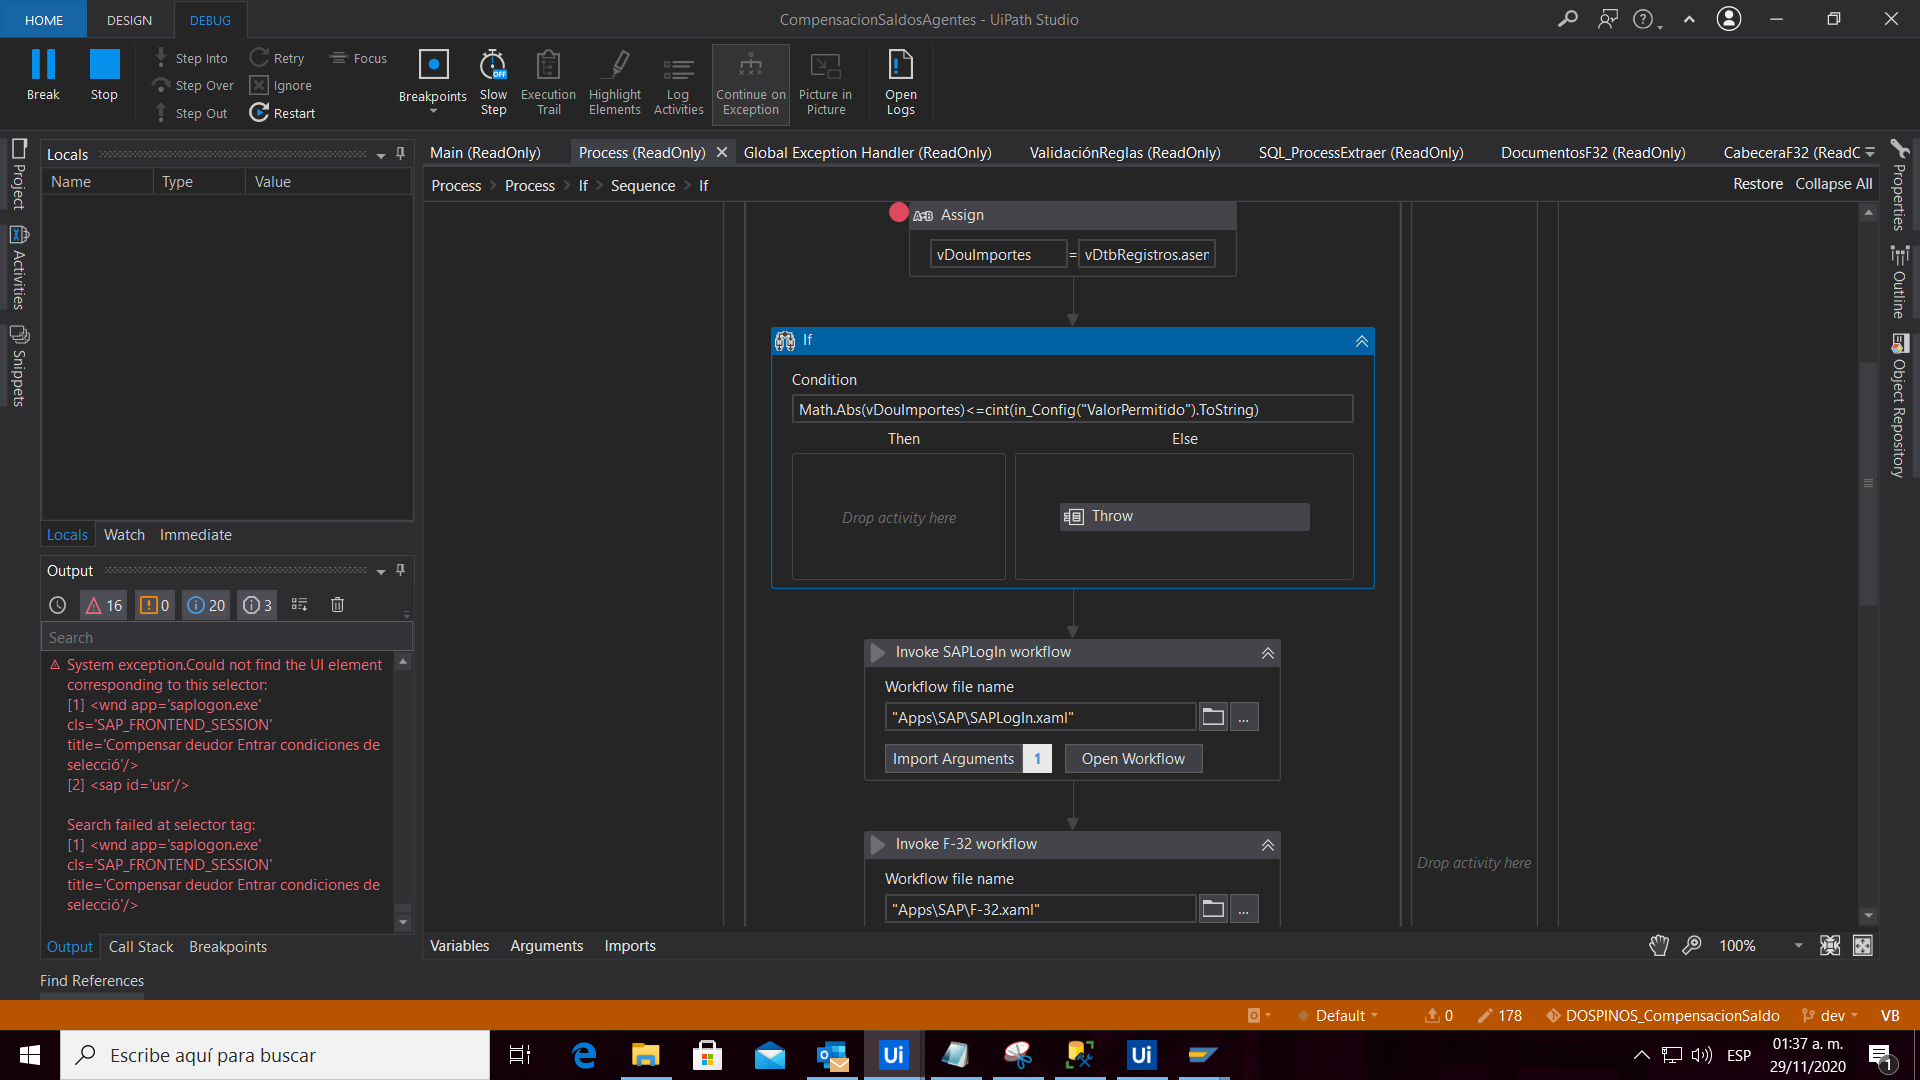 HOME
DESIGN
DEBUG
CompensacionSaldosAgentes - UiPath Studio
Break
Stop
Step Into
Step Over
Step Out
Retry
Ignore
Restart
Focus
Breakpoints
OFF
Slow Step
Execution Trail
Highlight Elements
Log Activities
Continue on Exception
Picture in Picture
Open Logs
Project
Activities
Snippets
Locals
Name
Type
Value
Locals
Watch
Immediate
Output
16
0
20
3
Search
System exception.Could not find the UI element
corresponding to this selector:
[1] <wnd app='saplogon.exe'
cls='SAP_FRONTEND_SESSION'
title='Compensar deudor Entrar condiciones de
selecció'/>
[2] <sap id='usr'/>
Search failed at selector tag:
[1] <wnd app='saplogon.exe'
cls='SAP_FRONTEND_SESSION'
title='Compensar deudor Entrar condiciones de
selecció'/>
Output
Call Stack
Breakpoints
Find References
Main (ReadOnly)
Process (ReadOnly)
Global Exception Handler (ReadOnly)
ValidaciónReglas (ReadOnly)
SQL_ProcessExtraer (ReadOnly)
DocumentosF32 (ReadOnly)
CabeceraF32 (ReadC
Process > Process > If > Sequence > If
Restore
Collapse All
A=B Assign
vDouImportes
=
vDtbRegistros.aser
If
Condition
Math.Abs(vDouImportes)<=cint(in_Config("ValorPermitido").ToString)
Then
Else
Drop activity here
Throw
Invoke SAPLogIn workflow
Workflow file name
"Apps\SAP\SAPLogIn.xaml"
...
Import Arguments
1
Open Workflow
Invoke F-32 workflow
Workflow file name
"Apps\SAP\F-32.xaml"
...
Drop activity here
Properties
Outline
Object Repository
Variables
Arguments
Imports
100%
Default
0
178
DOSPINOS_CompensacionSaldo
dev
VB
Escribe aquí para buscar
Ui
Ui
ESP
01:37 a. m.
29/11/2020
1